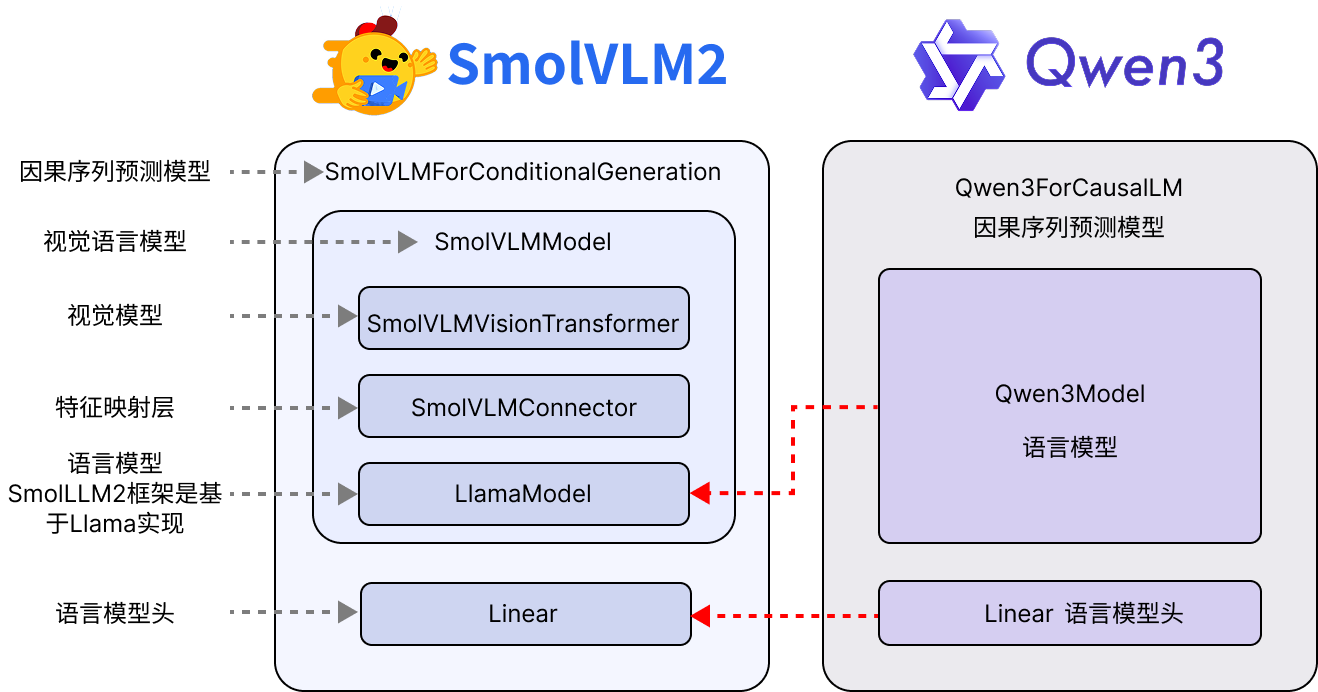 SmolVLM2
Qwen3
因果序列预测模型
SmolVLMForConditionalGeneration
视觉语言模型
SmolVLMModel
视觉模型
SmolVLMVisionTransformer
特征映射层
SmolVLMConnector
语言模型
SmolLLM2框架是基
于Llama实现
LlamaModel
语言模型头
Linear
Qwen3ForCausalLM
因果序列预测模型
Qwen3Model
语言模型
Linear 语言模型头